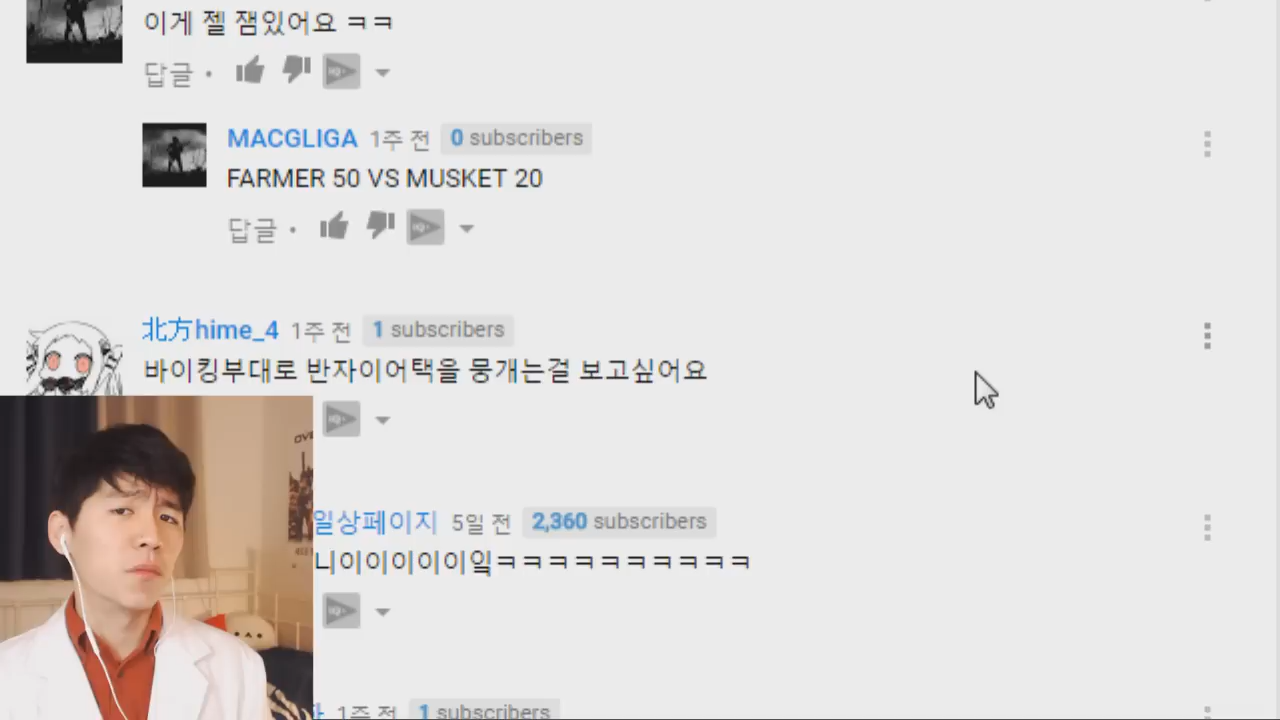 이게 젤 잼있어요 ㅋㅋ
답글 •
MACGLIGA 1주 전 0 subscribers
FARMER 50 VS MUSKET 20
답글 •
北方hime_4 1주 전 1 subscribers
바이킹부대로 반자이어택을 뭉개는걸 보고싶어요
일상페이지 5일 전 2,360 subscribers
니이이이이이잌ㅋㅋㅋㅋㅋㅋㅋㅋㅋㅋ
1주 전 1 subscribers